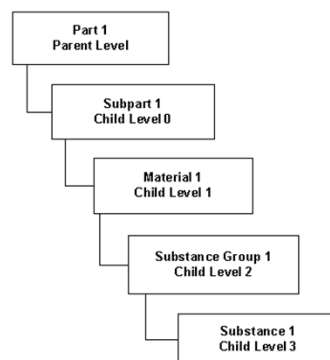 Part 1
Parent Level
Subpart 1
Child Level 0
Material 1
Child Level 1
Substance Group 1
Child Level 2
Substance 1
Child Level 3